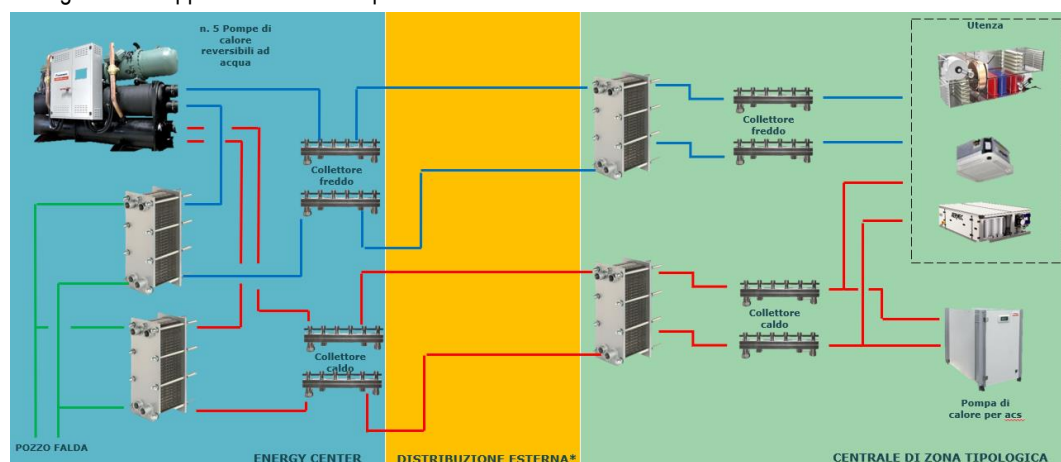 n. 5 Pompe di
calore
reversibili ad
acqua
Utenza
Collettore
freddo
Collettore
freddo
Collettore
caldo
Collettore
caldo
Pompa di
calore per acs
POZZO FALDA
ENERGY CENTER
DISTRIBUZIONE ESTERNA*
CENTRALE DI ZONA TIPOLOGICA